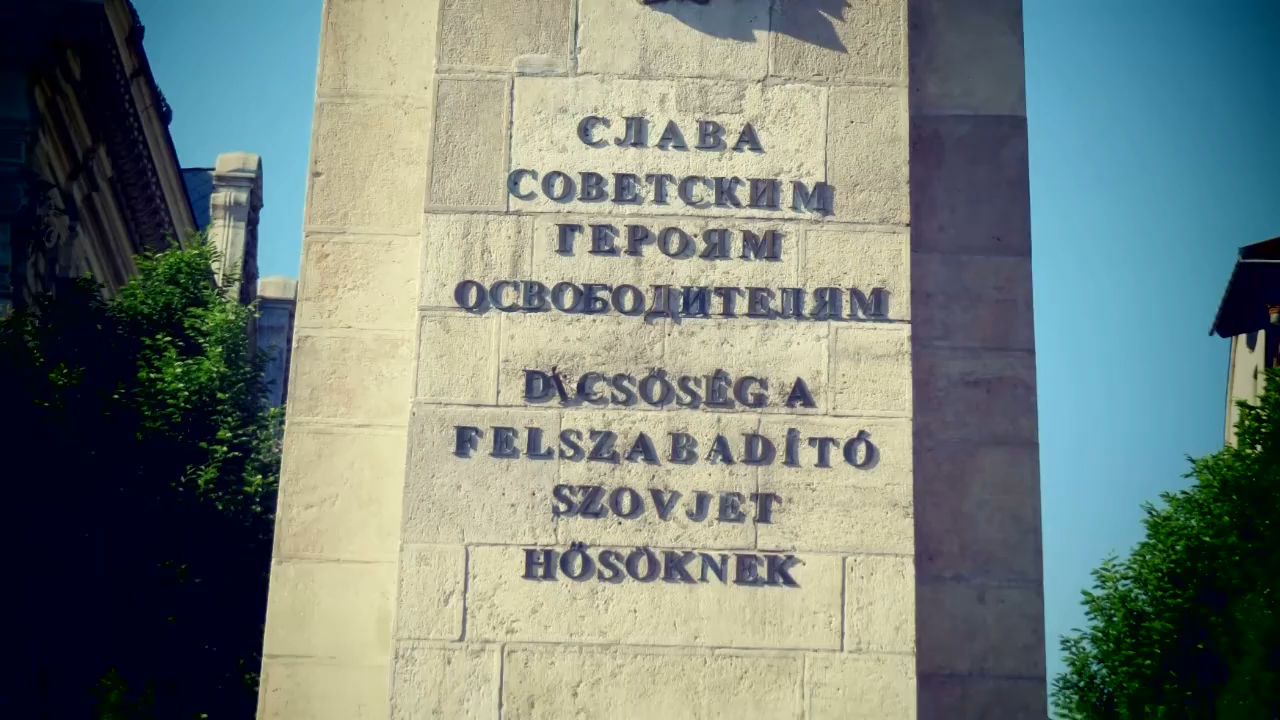 СЛАВА
СОВЕТСКИМ
ГЕРОЯМ
ОСВОБОДИТЕЛЯМ
DICSŐSÉG A
FELSZABADÍTÓ
SZOVJET
HŐSÖKNEK